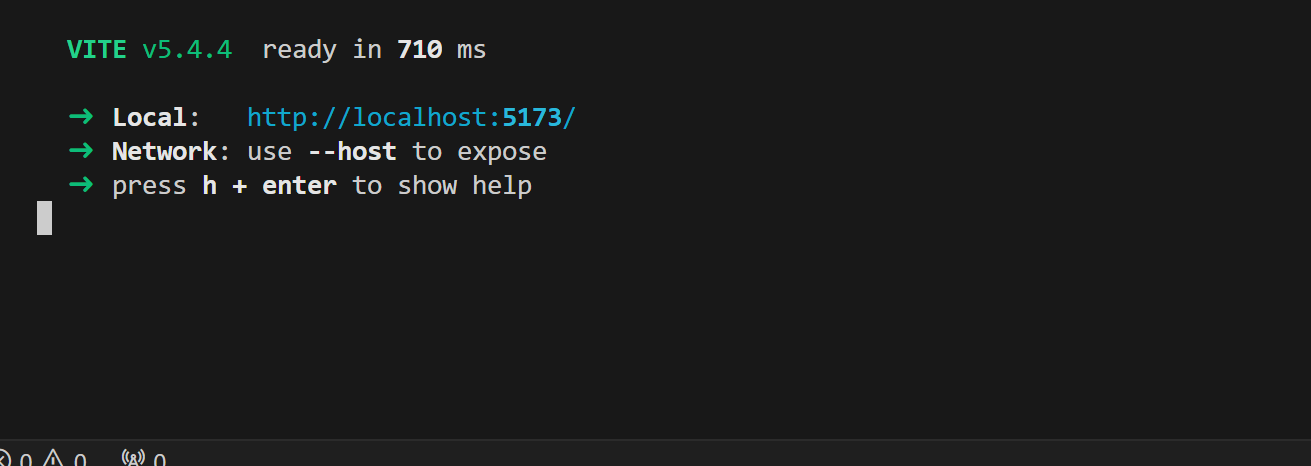 VITE v5.4.4 ready in 710 ms
➜ Local: http://localhost:5173/
➜ Network: use --host to expose
➜ press h + enter to show help
0 0 0